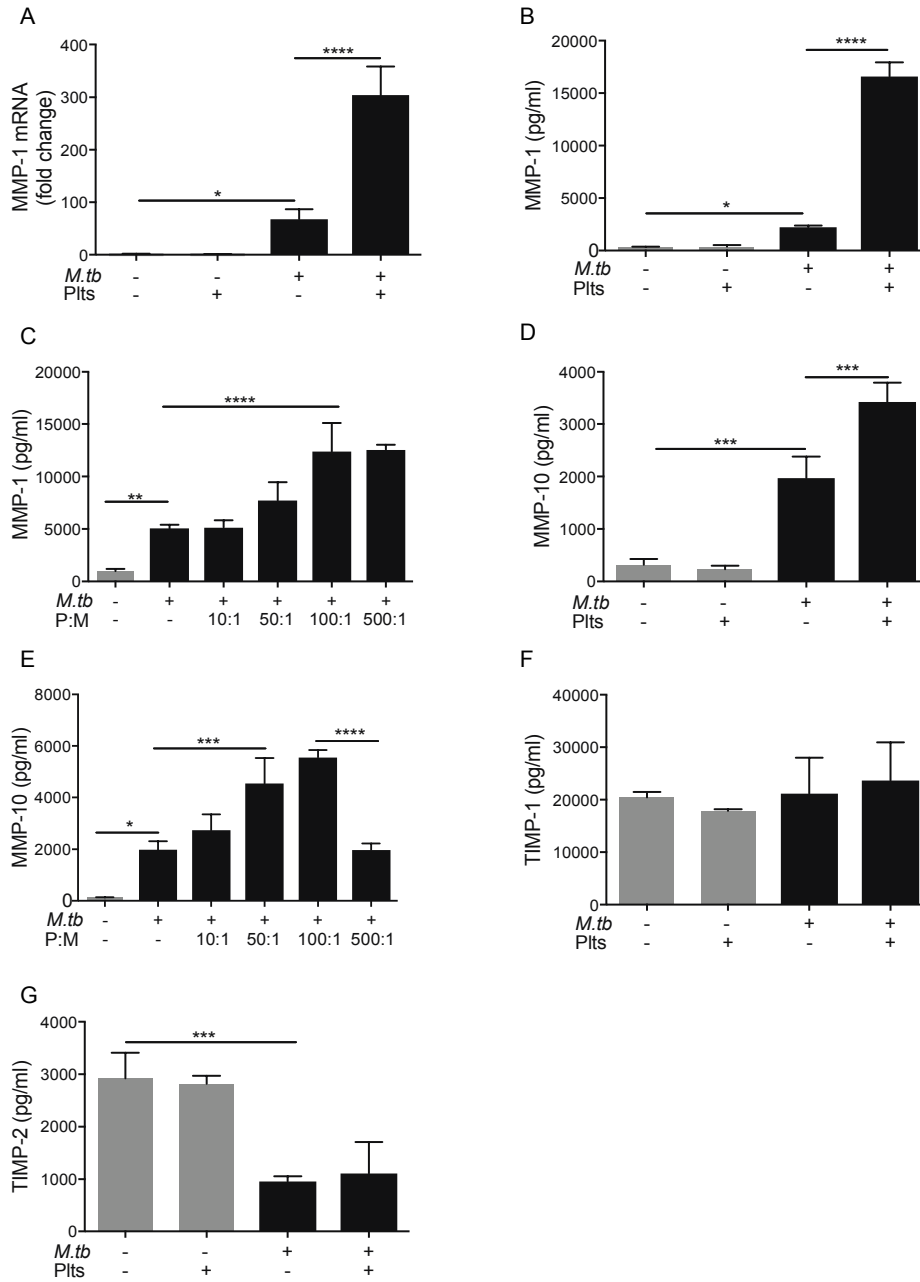 A
MMP-1 mRNA
(fold change)
400
300
200
100
0
*
****
M.tb - - + +
Plts - + - +
B
MMP-1 (pg/ml)
20000
15000
10000
5000
0
*
****
M.tb - - + +
Plts - + - +
C
MMP-1 (pg/ml)
20000
15000
10000
5000
0
**
****
M.tb - + + + + +
P:M - - 10:1 50:1 100:1 500:1
D
MMP-10 (pg/ml)
4000
3000
2000
1000
0
***
***
M.tb - - + +
Plts - + - +
E
MMP-10 (pg/ml)
8000
6000
4000
2000
0
*
***
****
M.tb - + + + + +
P:M - - 10:1 50:1 100:1 500:1
F
TIMP-1 (pg/ml)
40000
30000
20000
10000
0
M.tb - - + +
Plts - + - +
G
TIMP-2 (pg/ml)
4000
3000
2000
1000
0
***
M.tb - - + +
Plts - + - +